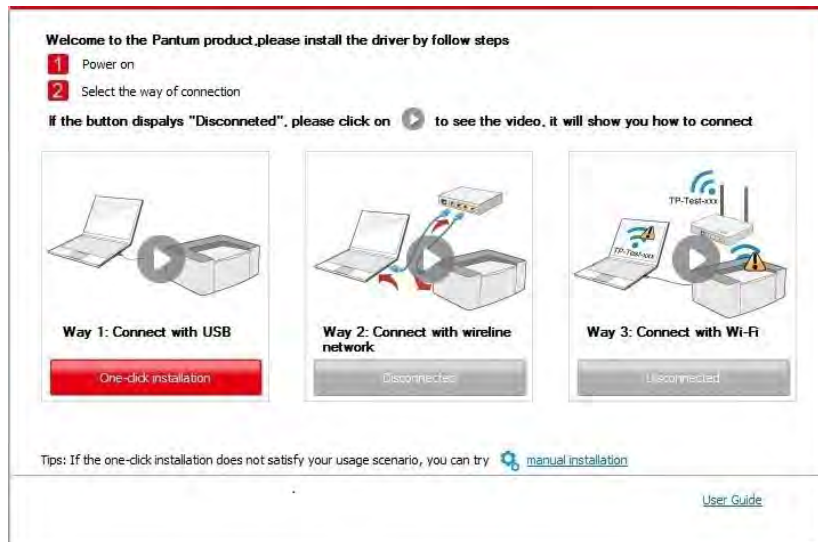 Welcome to the Pantum product,please install the driver by follow steps
1 Power on
2 Select the way of connection
If the button dispalys "Disconneted", please click on to see the video, it will show you how to connect
TP-Test-xxx
TP-Test-xxx
Way 1: Connect with USB
One-click installation
Way 2: Connect with wireline
network
Disconnected
Way 3: Connect with Wi-Fi
Disconnected
Tips: If the one-click installation does not satisfy your usage scenario, you can try manual installation
User Guide